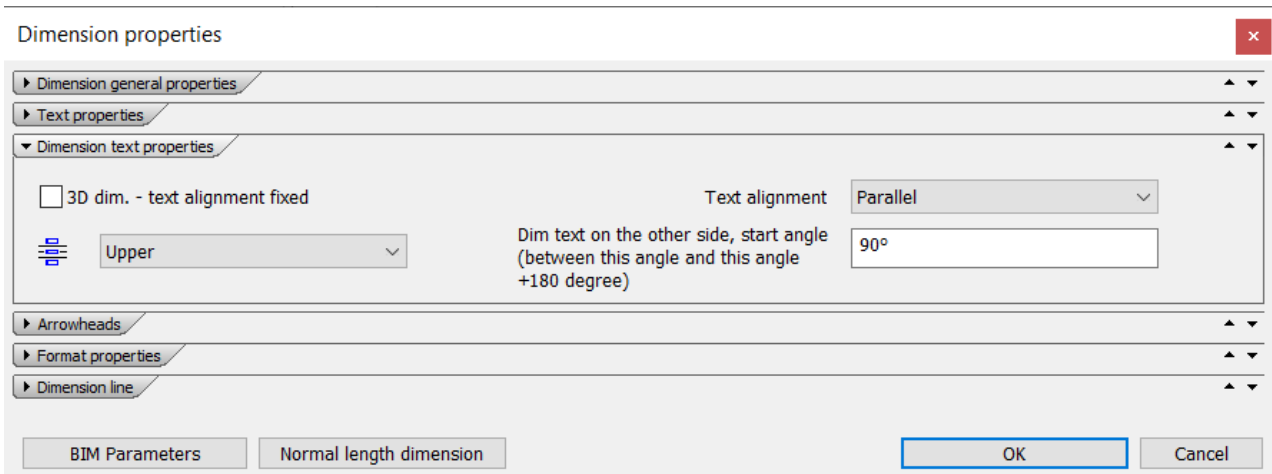 Dimension properties
Dimension general properties
Text properties
Dimension text properties
3D dim. - text alignment fixed
Text alignment
Parallel
Upper
Dim text on the other side, start angle
(between this angle and this angle
+180 degree)
90°
Arrowheads
Format properties
Dimension line
BIM Parameters
Normal length dimension
OK
Cancel